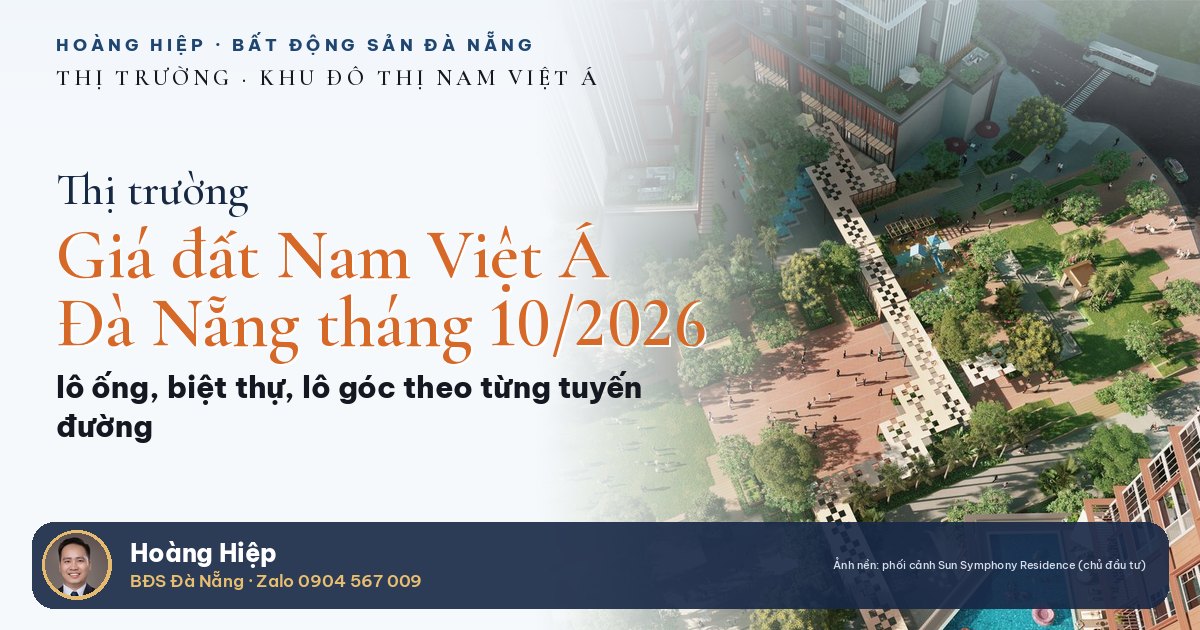 HOÀNG HIỆP · BẤT ĐỘNG SẢN ĐÀ NẴNG
THỊ TRƯỜNG · KHU ĐÔ THỊ NAM VIỆT Á
Thị trường
Giá đất Nam Việt Á
Đà Nẵng tháng 10/2026
lô ống, biệt thự, lô góc theo từng tuyến
đường
Hoàng Hiệp
BĐS Đà Nẵng · Zalo 0904 567 009
Ảnh nền: phối cảnh Sun Symphony Residence (chủ đầu tư)